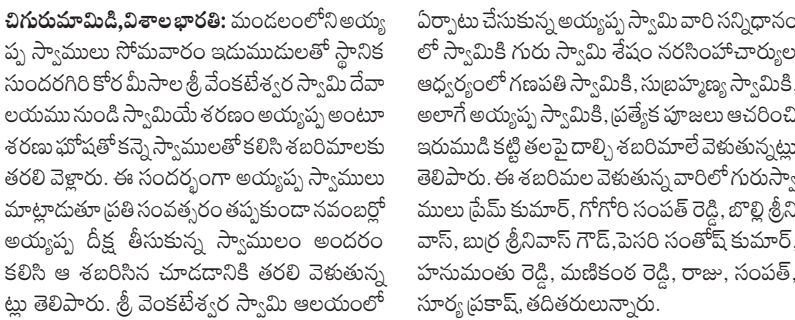 చిగురుమామిడి,విశాలభారతి: మండలంలోని అయ్య
ప్ప స్వాములు సోమవారం ఇడుముడులతో స్థానిక
సుందరగిరి కోర మీసాల శ్రీ వేంకటేశ్వర స్వామి దేవా
లయము నుండి స్వామియే శరణం అయ్యప్ప అంటూ
శరణు ఘోషతో కన్నె స్వాములతో కలిసి శబరిమాలకు
తరలి వెళ్లారు. ఈ సందర్భంగా అయ్యప్ప స్వాములు
మాట్లాడుతూ ప్రతి సంవత్సరం తప్పకుండా నవంబర్లో
అయ్యప్ప దీక్ష తీసుకున్న స్వాములం అందరం
కలిసి ఆ శబరిసిన చూడడానికి తరలి వెళుతున్న
ట్లు తెలిపారు. శ్రీ వెంకటేశ్వర స్వామి ఆలయంలో
ఏర్పాటు చేసుకున్న అయ్యప్ప స్వామి వారి సన్నిధానం
లో స్వామికి గురు స్వామి శేషం నరసింహాచార్యుల
ఆధ్వర్యంలో గణపతి స్వామికి, సుబ్రహ్మణ్య స్వామికి,
అలాగే అయ్యప్ప స్వామికి, ప్రత్యేక పూజలు ఆచరించి
ఇరుముడి కట్టి తలపై దాల్చి శబరిమాలే వెళుతున్నట్లు
తెలిపారు. ఈ శబరిమల వెళుతున్న వారిలో గురుస్వా
ములు ప్రేమ్ కుమార్, గోగోరి సంపత్ రెడ్డి, బొల్లి శ్రీని
వాస్, బుర్ర శ్రీనివాస్ గౌడ్,పెసరి సంతోష్ కుమార్,
హనుమంతు రెడ్డి, మణికంఠ రెడ్డి, రాజు, సంపత్,
సూర్య ప్రకాష్, తదితరులున్నారు.